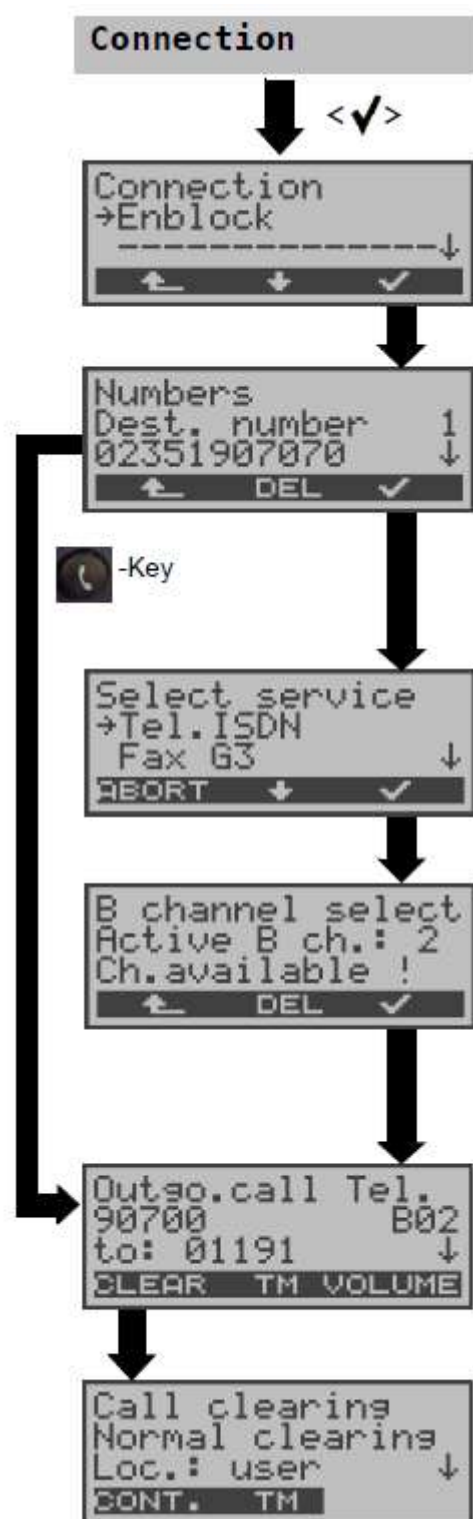 Connection
<✓>
Connection
→Enblock
---------------↓
DEL
Numbers
Dest. number 1
02351907070 ↓
DEL ✓
-Key
Select service
→Tel.ISDN
Fax G3 ↓
ABORT ↓ ✓
B channel select
Active B ch.: 2
Ch.available !
DEL ✓
Outgo.call Tel.
90700 B02
to: 01191 ↓
CLEAR TM VOLUME
Call clearing
Normal clearing
Loc.: user ↓
CONT. TM